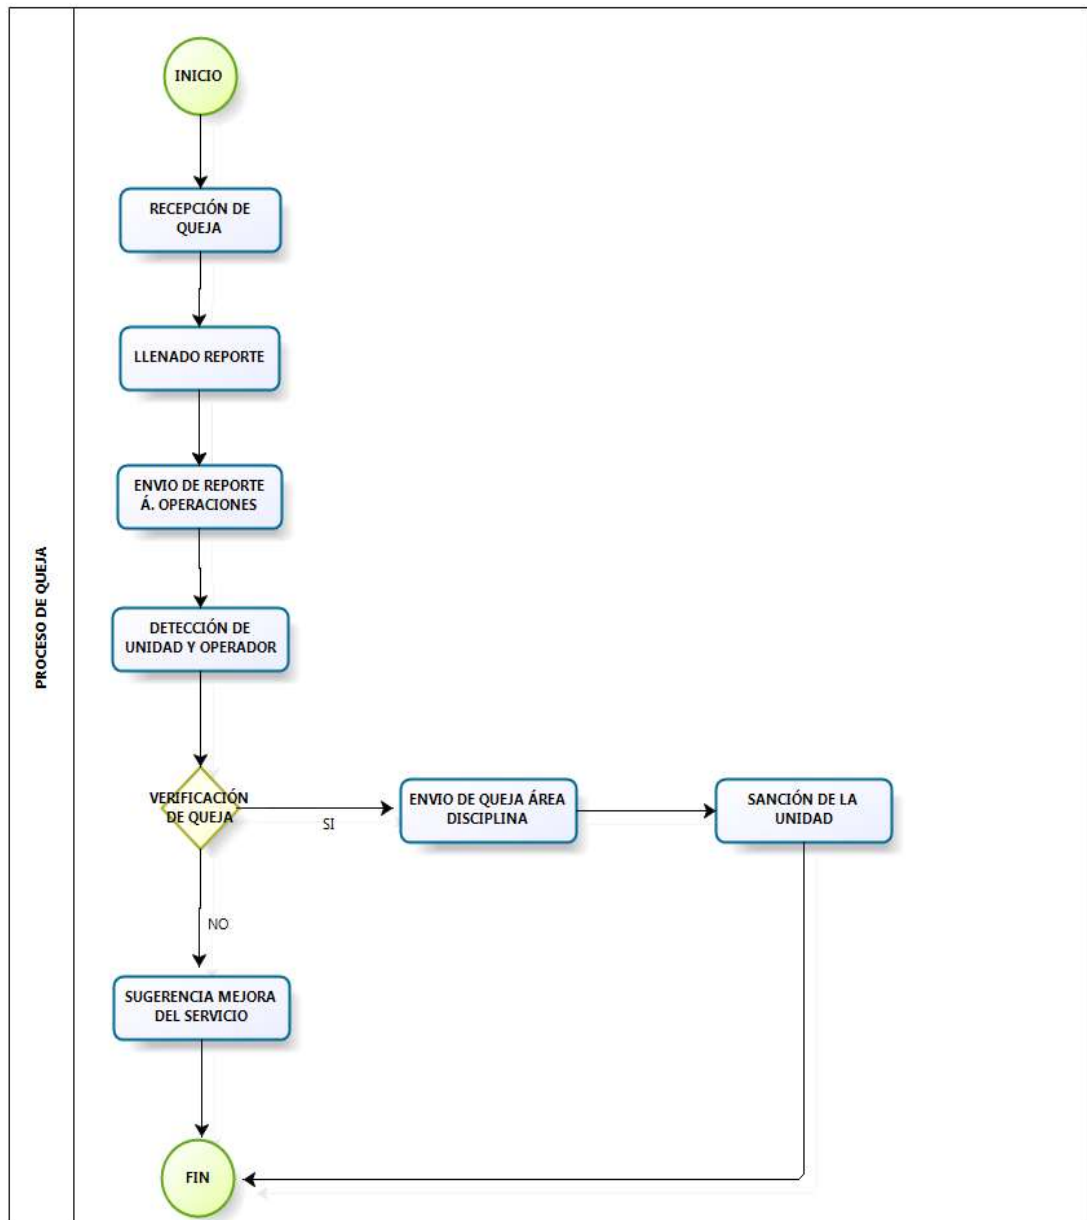 PROCESO DE QUEJA
INICIO
RECEPCIÓN DE
QUEJA
LLENADO REPORTE
ENVIO DE REPORTE
Á. OPERACIONES
DETECCIÓN DE
UNIDAD Y OPERADOR
VERIFICACIÓN
DE QUEJA
SI
ENVIO DE QUEJA ÁREA
DISCIPLINA
SANCIÓN DE LA
UNIDAD
NO
SUGERENCIA MEJORA
DEL SERVICIO
FIN